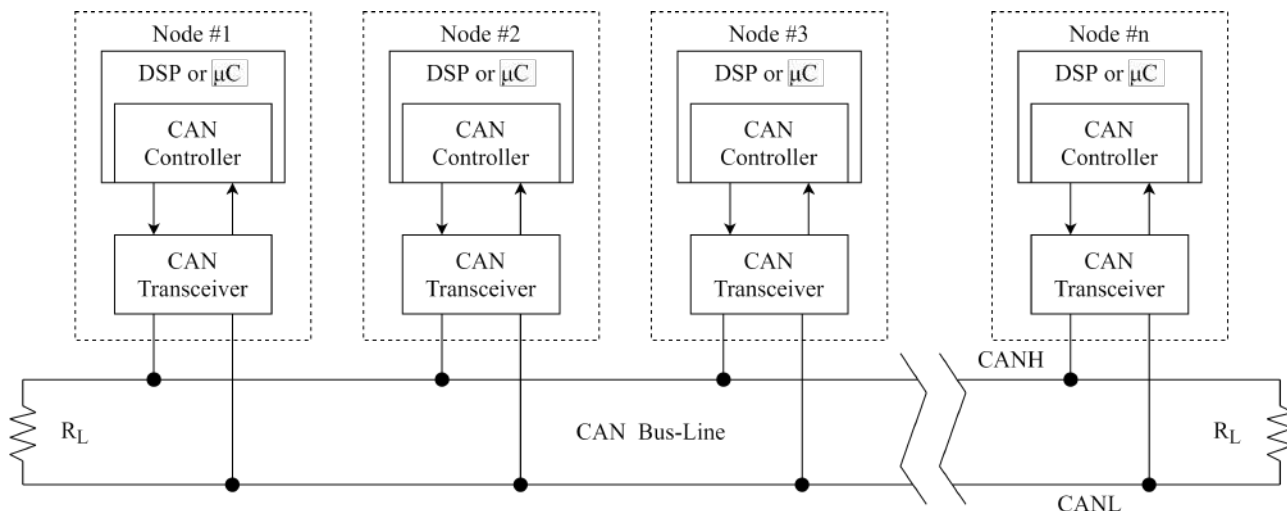 Node #1
DSP or μC
CAN
Controller
CAN
Transceiver
Node #2
DSP or μC
CAN
Controller
CAN
Transceiver
Node #3
DSP or μC
CAN
Controller
CAN
Transceiver
Node #n
DSP or μC
CAN
Controller
CAN
Transceiver
CANH
RL
CAN Bus-Line
RL
CANL